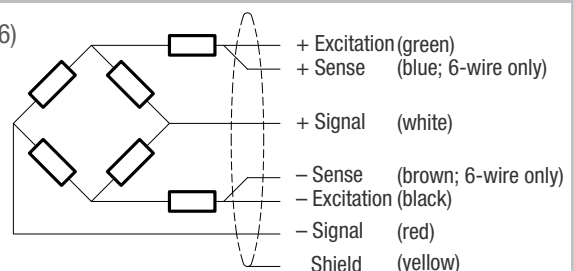 6)
+ Excitation (green)
+ Sense (blue; 6-wire only)
+ Signal (white)
– Sense (brown; 6-wire only)
– Excitation (black)
– Signal (red)
Shield (yellow)